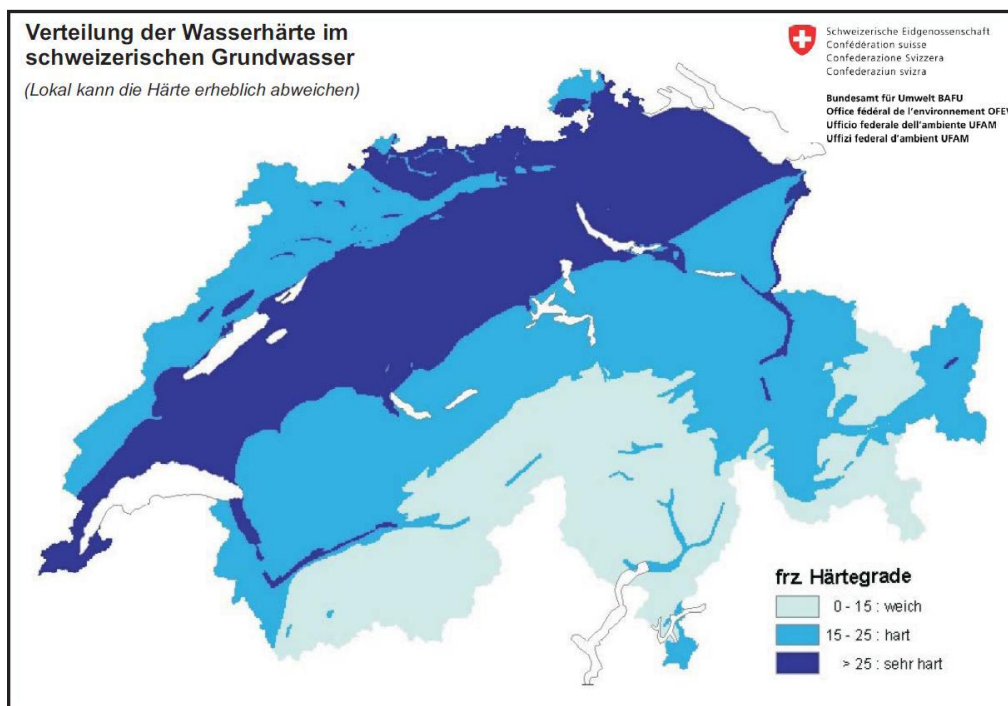 Verteilung der Wasserhärte im
schweizerischen Grundwasser
(Lokal kann die Härte erheblich abweichen)
Schweizerische Eidgenossenschaft
Confédération suisse
Confederazione Svizzera
Confederaziun svizra
Bundesamt für Umwelt BAFU
Office fédéral de l'environnement OFEV
Ufficio federale dell'ambiente UFAM
Uffizi federal d'ambient UFAM
frz. Härtegrade
0 - 15 : weich
15 - 25 : hart
> 25 : sehr hart